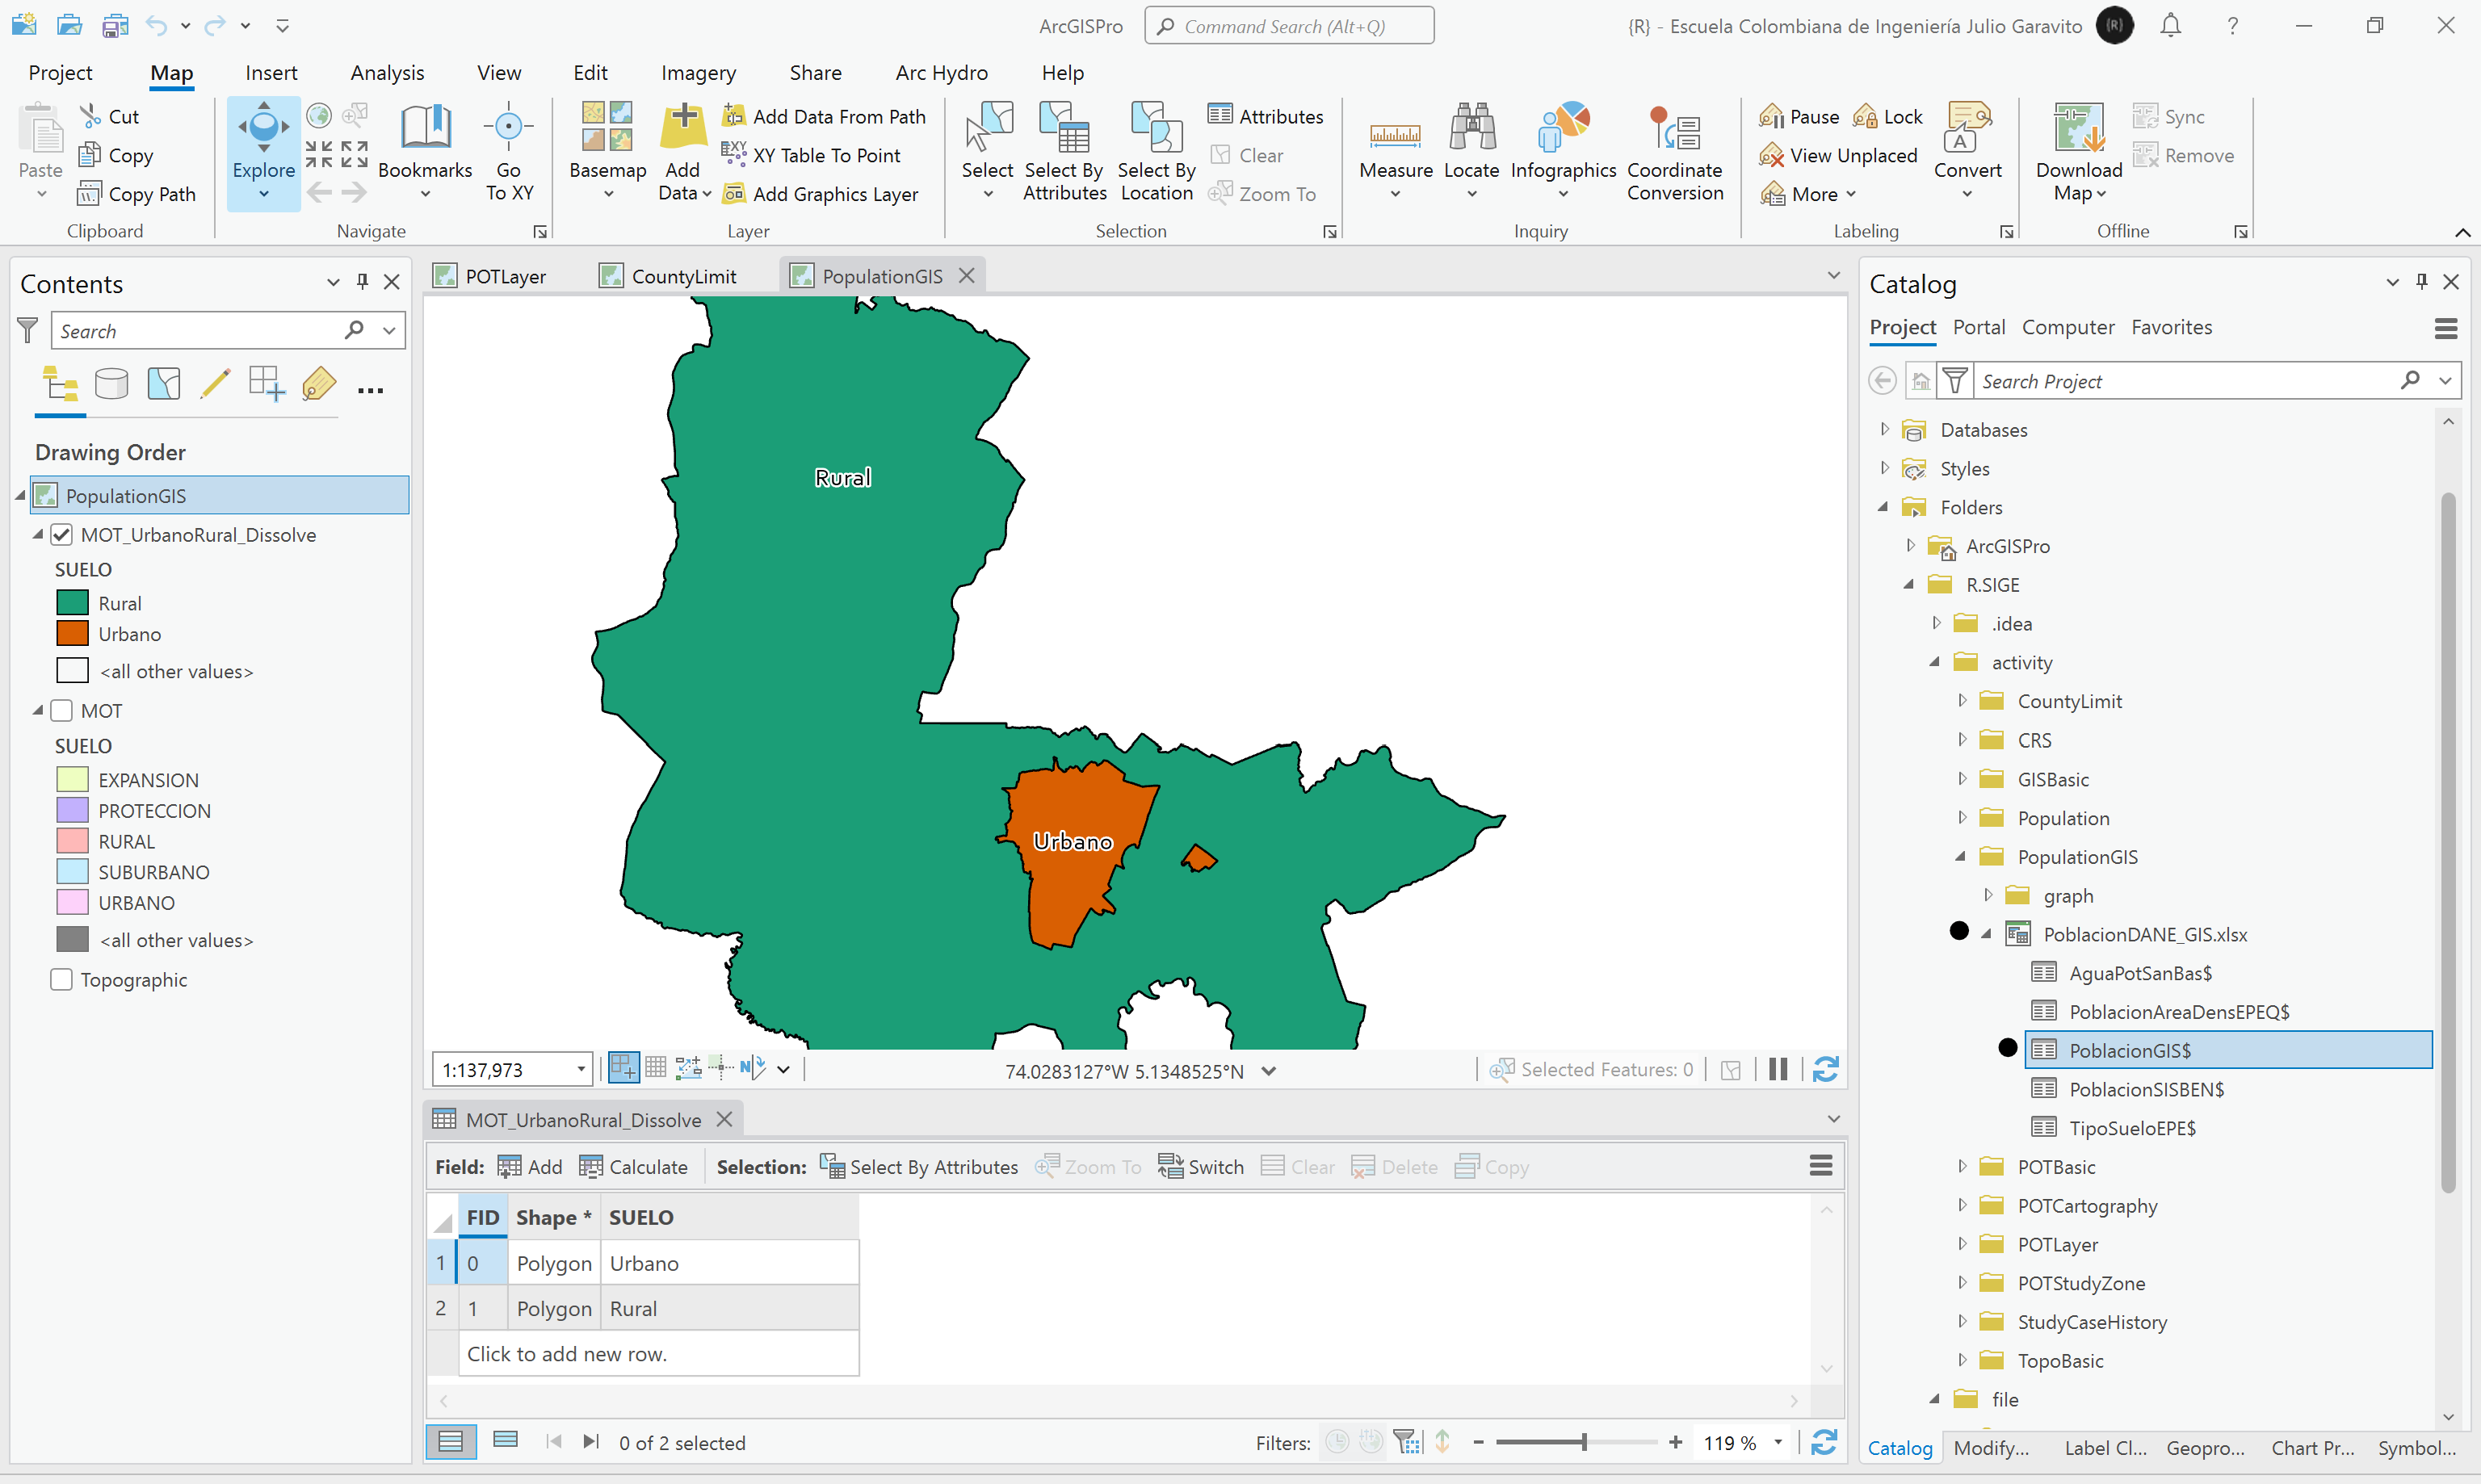 ArcGISPro
Command Search (Alt+Q)
{R} - Escuela Colombiana de Ingeniería Julio Garavito
{R}
?
Project
Map
Insert
Analysis
View
Edit
Imagery
Share
Arc Hydro
Help
Paste
Cut
Copy
Copy Path
Clipboard
Explore
Bookmarks
Go
To XY
Navigate
Basemap
Add
Data
Add Data From Path
XY Table To Point
Add Graphics Layer
Layer
Select
Select By
Attributes
Select By
Location
Attributes
Clear
Zoom To
Selection
Measure
Locate
Infographics
Coordinate
Conversion
Inquiry
Pause
Lock
View Unplaced
More
Convert
Labeling
Download
Map
Sync
Remove
Offline
Contents
Search
Drawing Order
PopulationGIS
MOT_UrbanoRural_Dissolve
SUELO
Rural
Urbano
<all other values>
MOT
SUELO
EXPANSION
PROTECCION
RURAL
SUBURBANO
URBANO
<all other values>
Topographic
POTLayer
CountyLimit
PopulationGIS
Rural
Urbano
1:137,973
74.0283127°W 5.1348525°N
Selected Features: 0
MOT_UrbanoRural_Dissolve
Field: Add Calculate Selection: Select By Attributes Zoom To Switch Clear Delete Copy
FID Shape * SUELO
1 0 Polygon Urbano
2 1 Polygon Rural
Click to add new row.
0 of 2 selected
Filters:
119 %
Catalog
Project Portal Computer Favorites
Search Project
Databases
Styles
Folders
ArcGISPro
R.SIGE
.idea
activity
CountyLimit
CRS
GISBasic
Population
PopulationGIS
graph
PoblacionDANE_GIS.xlsx
AguaPotSanBas$
PoblacionAreaDensEPEQ$
PoblacionGIS$
PoblacionSISBEN$
TipoSueloEPE$
POTBasic
POTCartography
POTLayer
POTStudyZone
StudyCaseHistory
TopoBasic
file
Catalog Modify... Label Cl... Geopro... Chart Pr... Symbol...